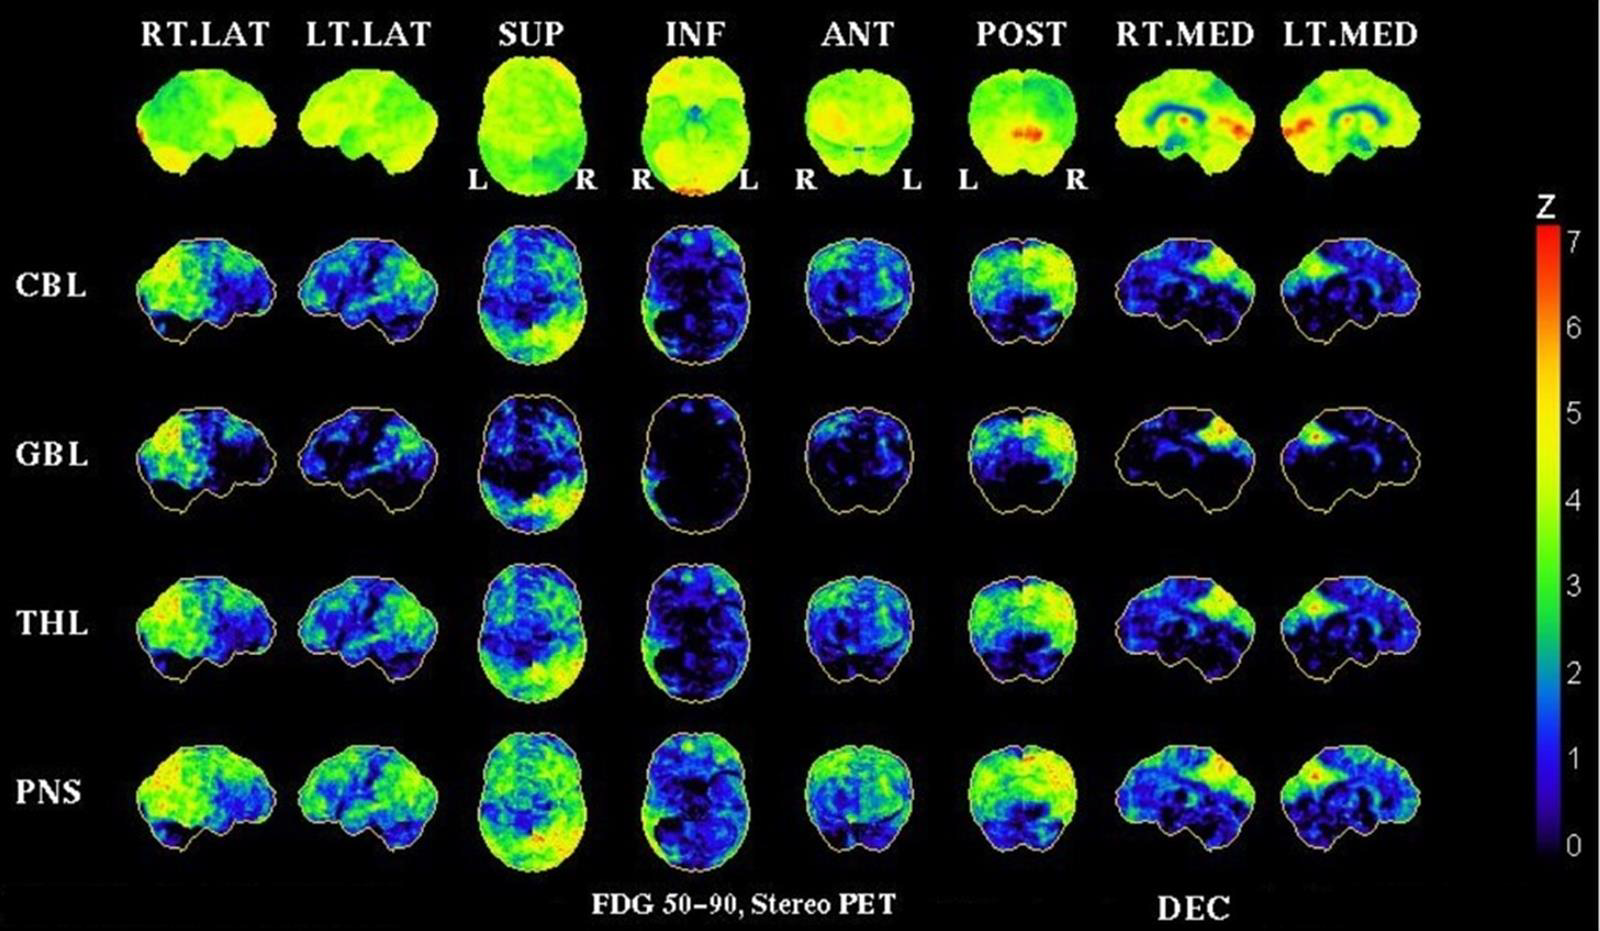 RT.LAT LT.LAT SUP INF ANT POST RT.MED LT.MED
L R R L R L L R
Z
7
CBL
6
5
GBL
4
3
THL
2
1
PNS
0
FDG 50-90, Stereo PET DEC